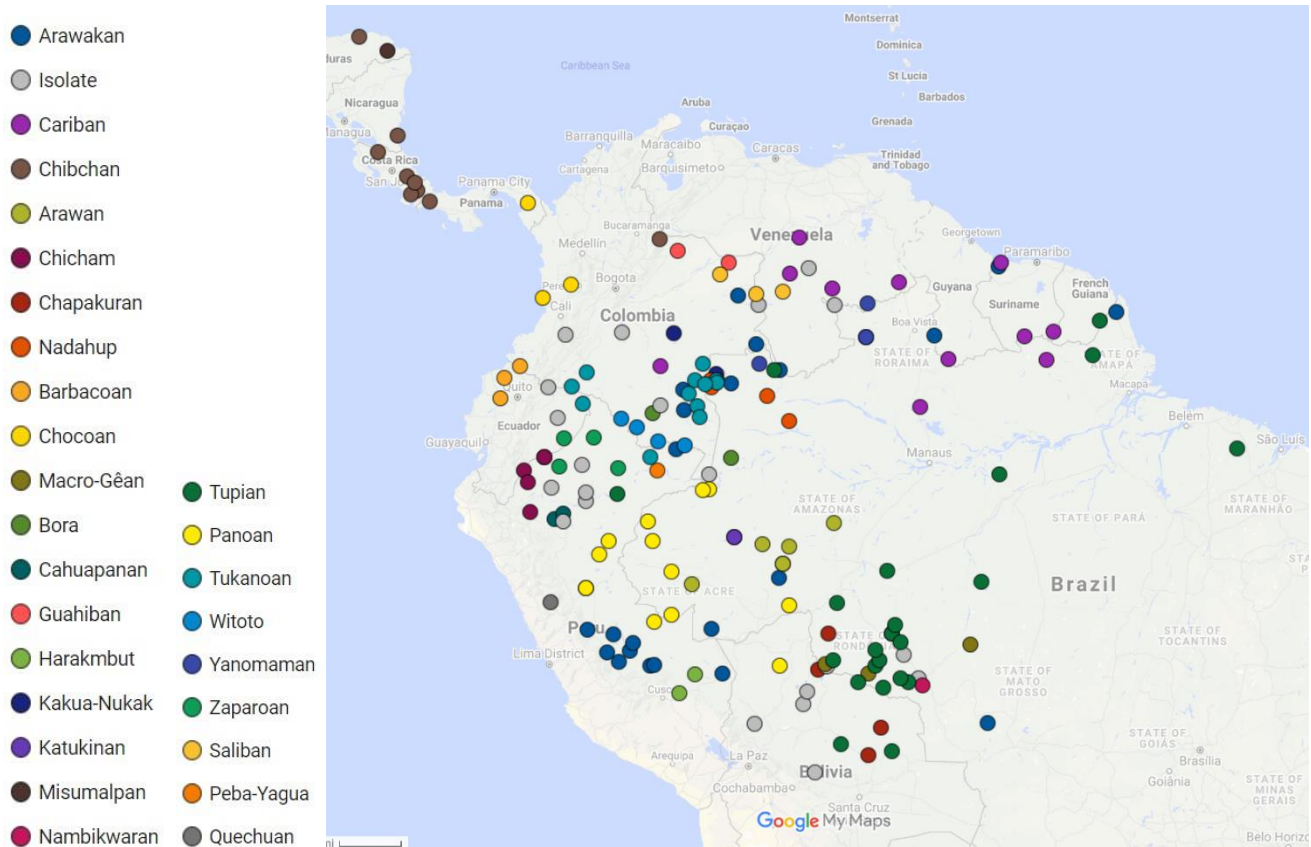 Arawakan
Isolate
Cariban
Chibchan
Arawan
Chicham
Chapakuran
Nadahup
Barbacoan
Chocoan
Macro-Gêan
Bora
Cahuapanan
Guahiban
Harakmbut
Kakua-Nukak
Katukinan
Misumalpan
Nambikwaran
Tupian
Panoan
Tukanoan
Witoto
Yanomaman
Zaparoan
Saliban
Peba-Yagua
Quechuan
Montserrat
Dominica
Caribbean Sea
St Lucia
Barbados
Nicaragua
Aruba
Curaçao
Grenada
Managua
Barranquilla
Maracaibo
Caracas
Trinidad
and Tobago
Costa Rica
Cartagena
Barquisimeto
Panama City
Panama
Bucaramanga
Venezuela
Georgetown
Paramaribo
Medellín
Bogota
Guyana
French
Guiana
Suriname
Cali
Colombia
Boa Vista
STATE OF
RORAIMA
STATE OF
AMAPÁ
Quito
Macapá
Ecuador
Belém
Guayaquil
Manaus
São Luís
STATE OF
AMAZONAS
STATE OF PARÁ
STATE OF
MARANHÃO
STATE OF ACRE
Brazil
STATE OF
TOCANTINS
Peru
Lima District
STATE OF
RONDÔNIA
STATE OF
MATO
GROSSO
Cusco
STATE OF
GOIÁS
Arequipa
La Paz
Bolivia
Brasília
Cochabamba
Goiânia
Santa Cruz
STATE OF
MINAS
GERAIS
Google My Maps
Belo Horiz